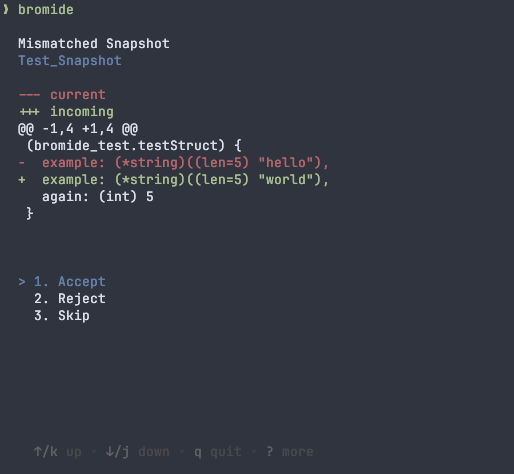 ❯ bromide
Mismatched Snapshot
Test_Snapshot
--- current
+++ incoming
@@ -1,4 +1,4 @@
(bromide_test.testStruct) {
-  example: (*string)((len=5) "hello"),
+  example: (*string)((len=5) "world"),
again: (int) 5
}
> 1. Accept
2. Reject
3. Skip
↑/k up · ↓/j down · q quit · ? more